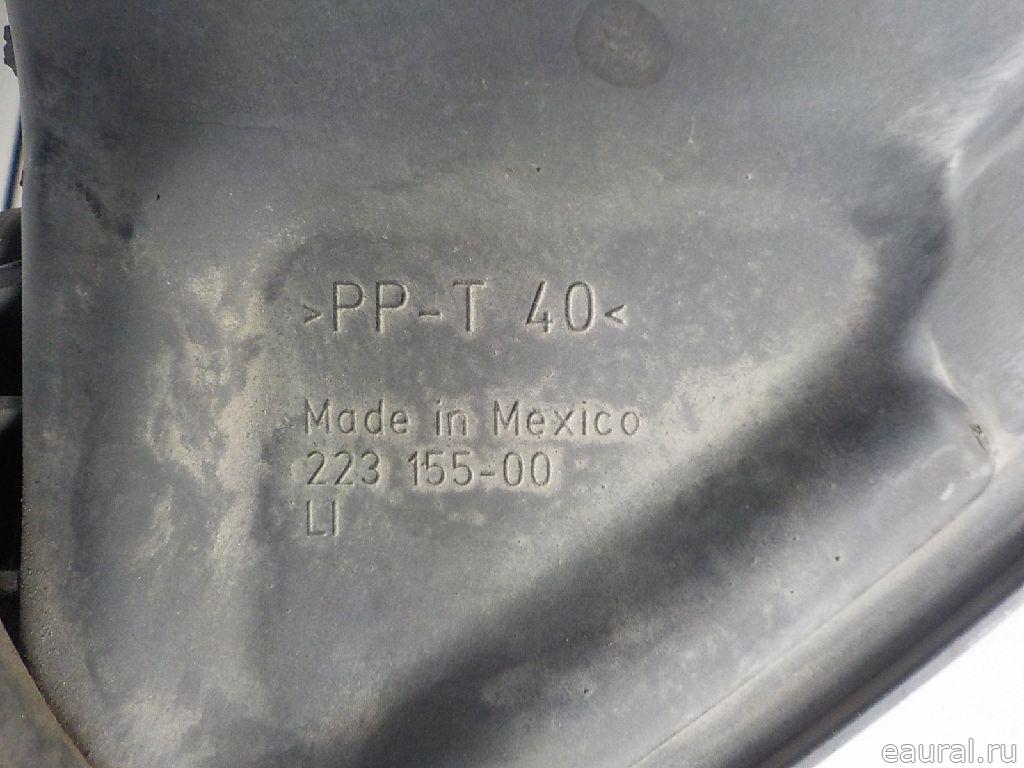 >PP-T 40<
Made in Mexico
223 155-00
LI
eaural.ru